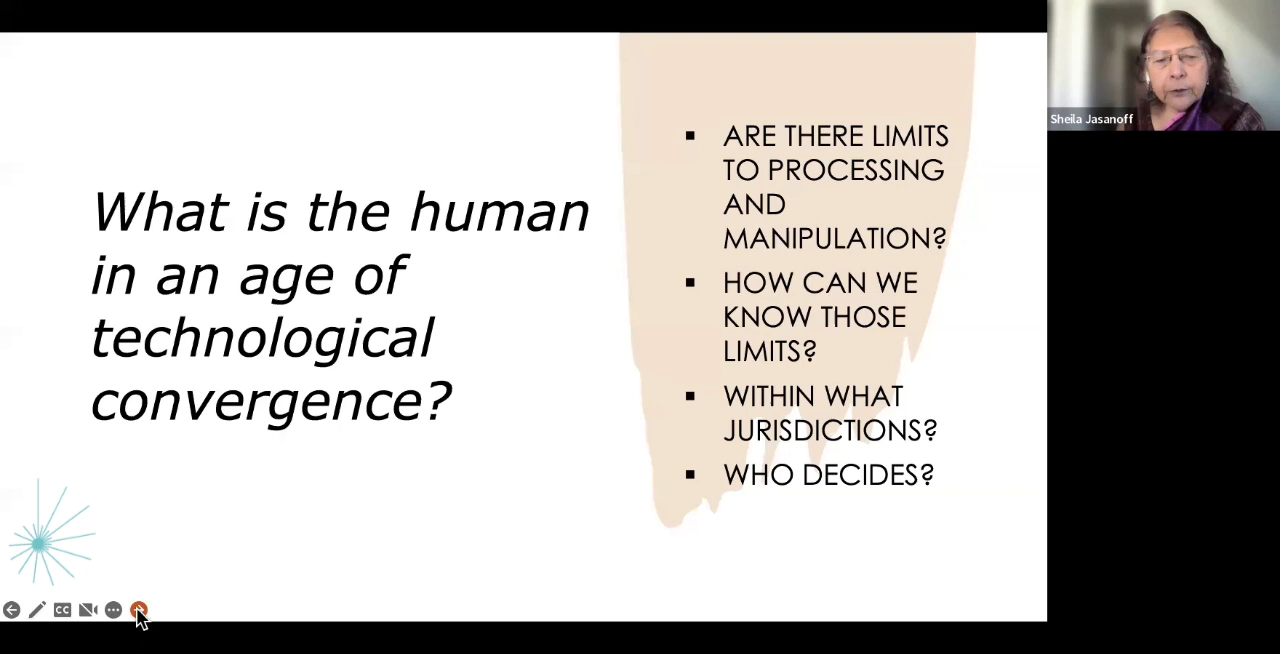 What is the human
in an age of
technological
convergence?
ARE THERE LIMITS
TO PROCESSING
AND
MANIPULATION?
HOW CAN WE
KNOW THOSE
LIMITS?
WITHIN WHAT
JURISDICTIONS?
WHO DECIDES?
Sheila Jasanoff
CC